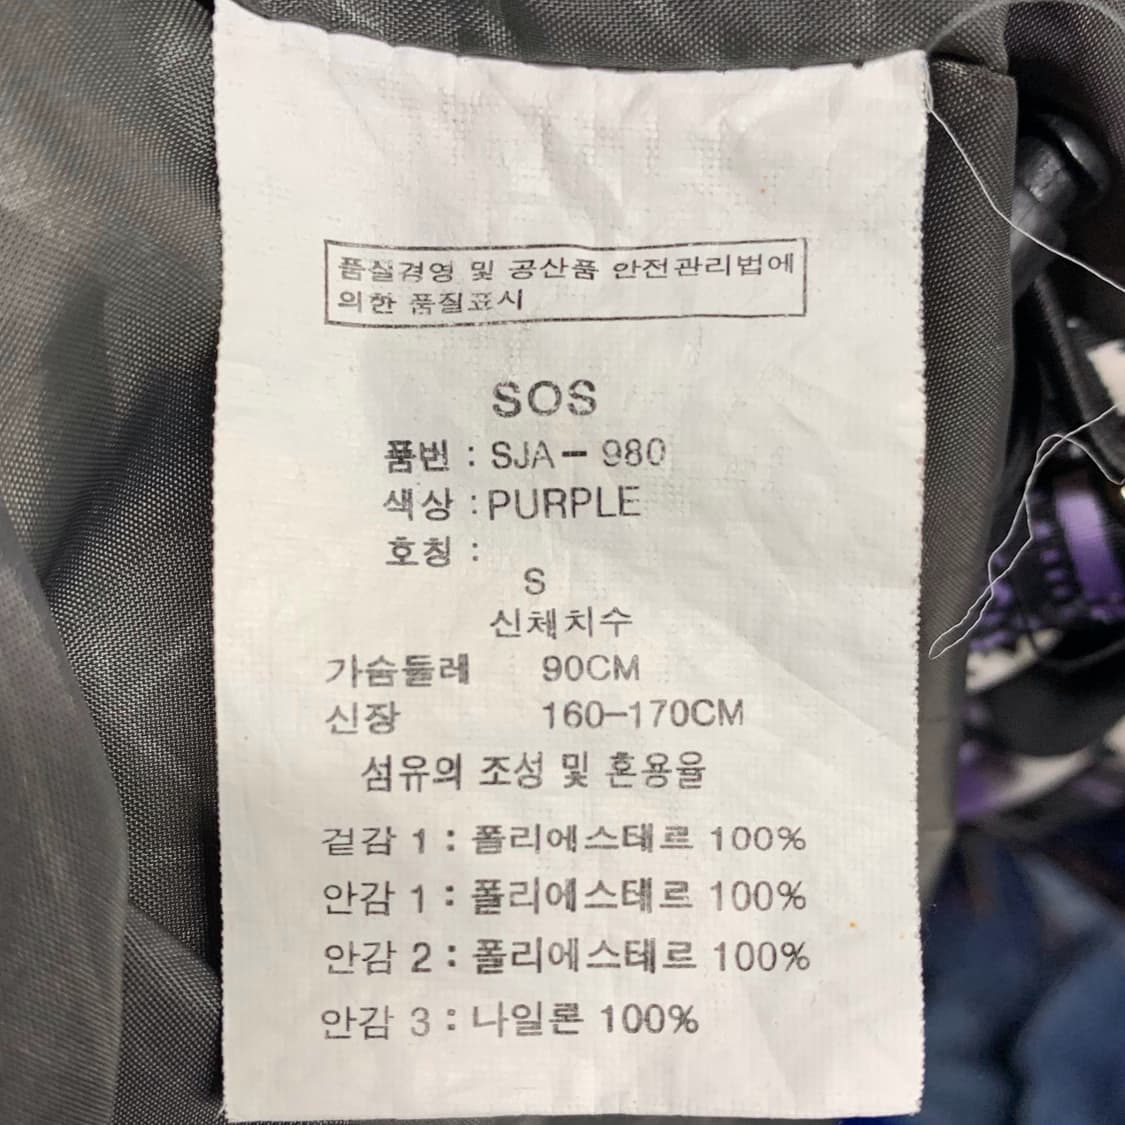 품실경영 및 공산품 안전관리법에
의한 품질표시
SOS
품번 : SJA - 980
색상 : PURPLE
호칭 :
S
신체치수
가슴둘레 90CM
신장 160-170CM
섬유의 조성 및 혼용율
겉감 1 : 폴리에스테르 100%
안감 1 : 폴리에스테르 100%
안감 2 : 폴리에스테르 100%
안감 3 : 나일론 100%